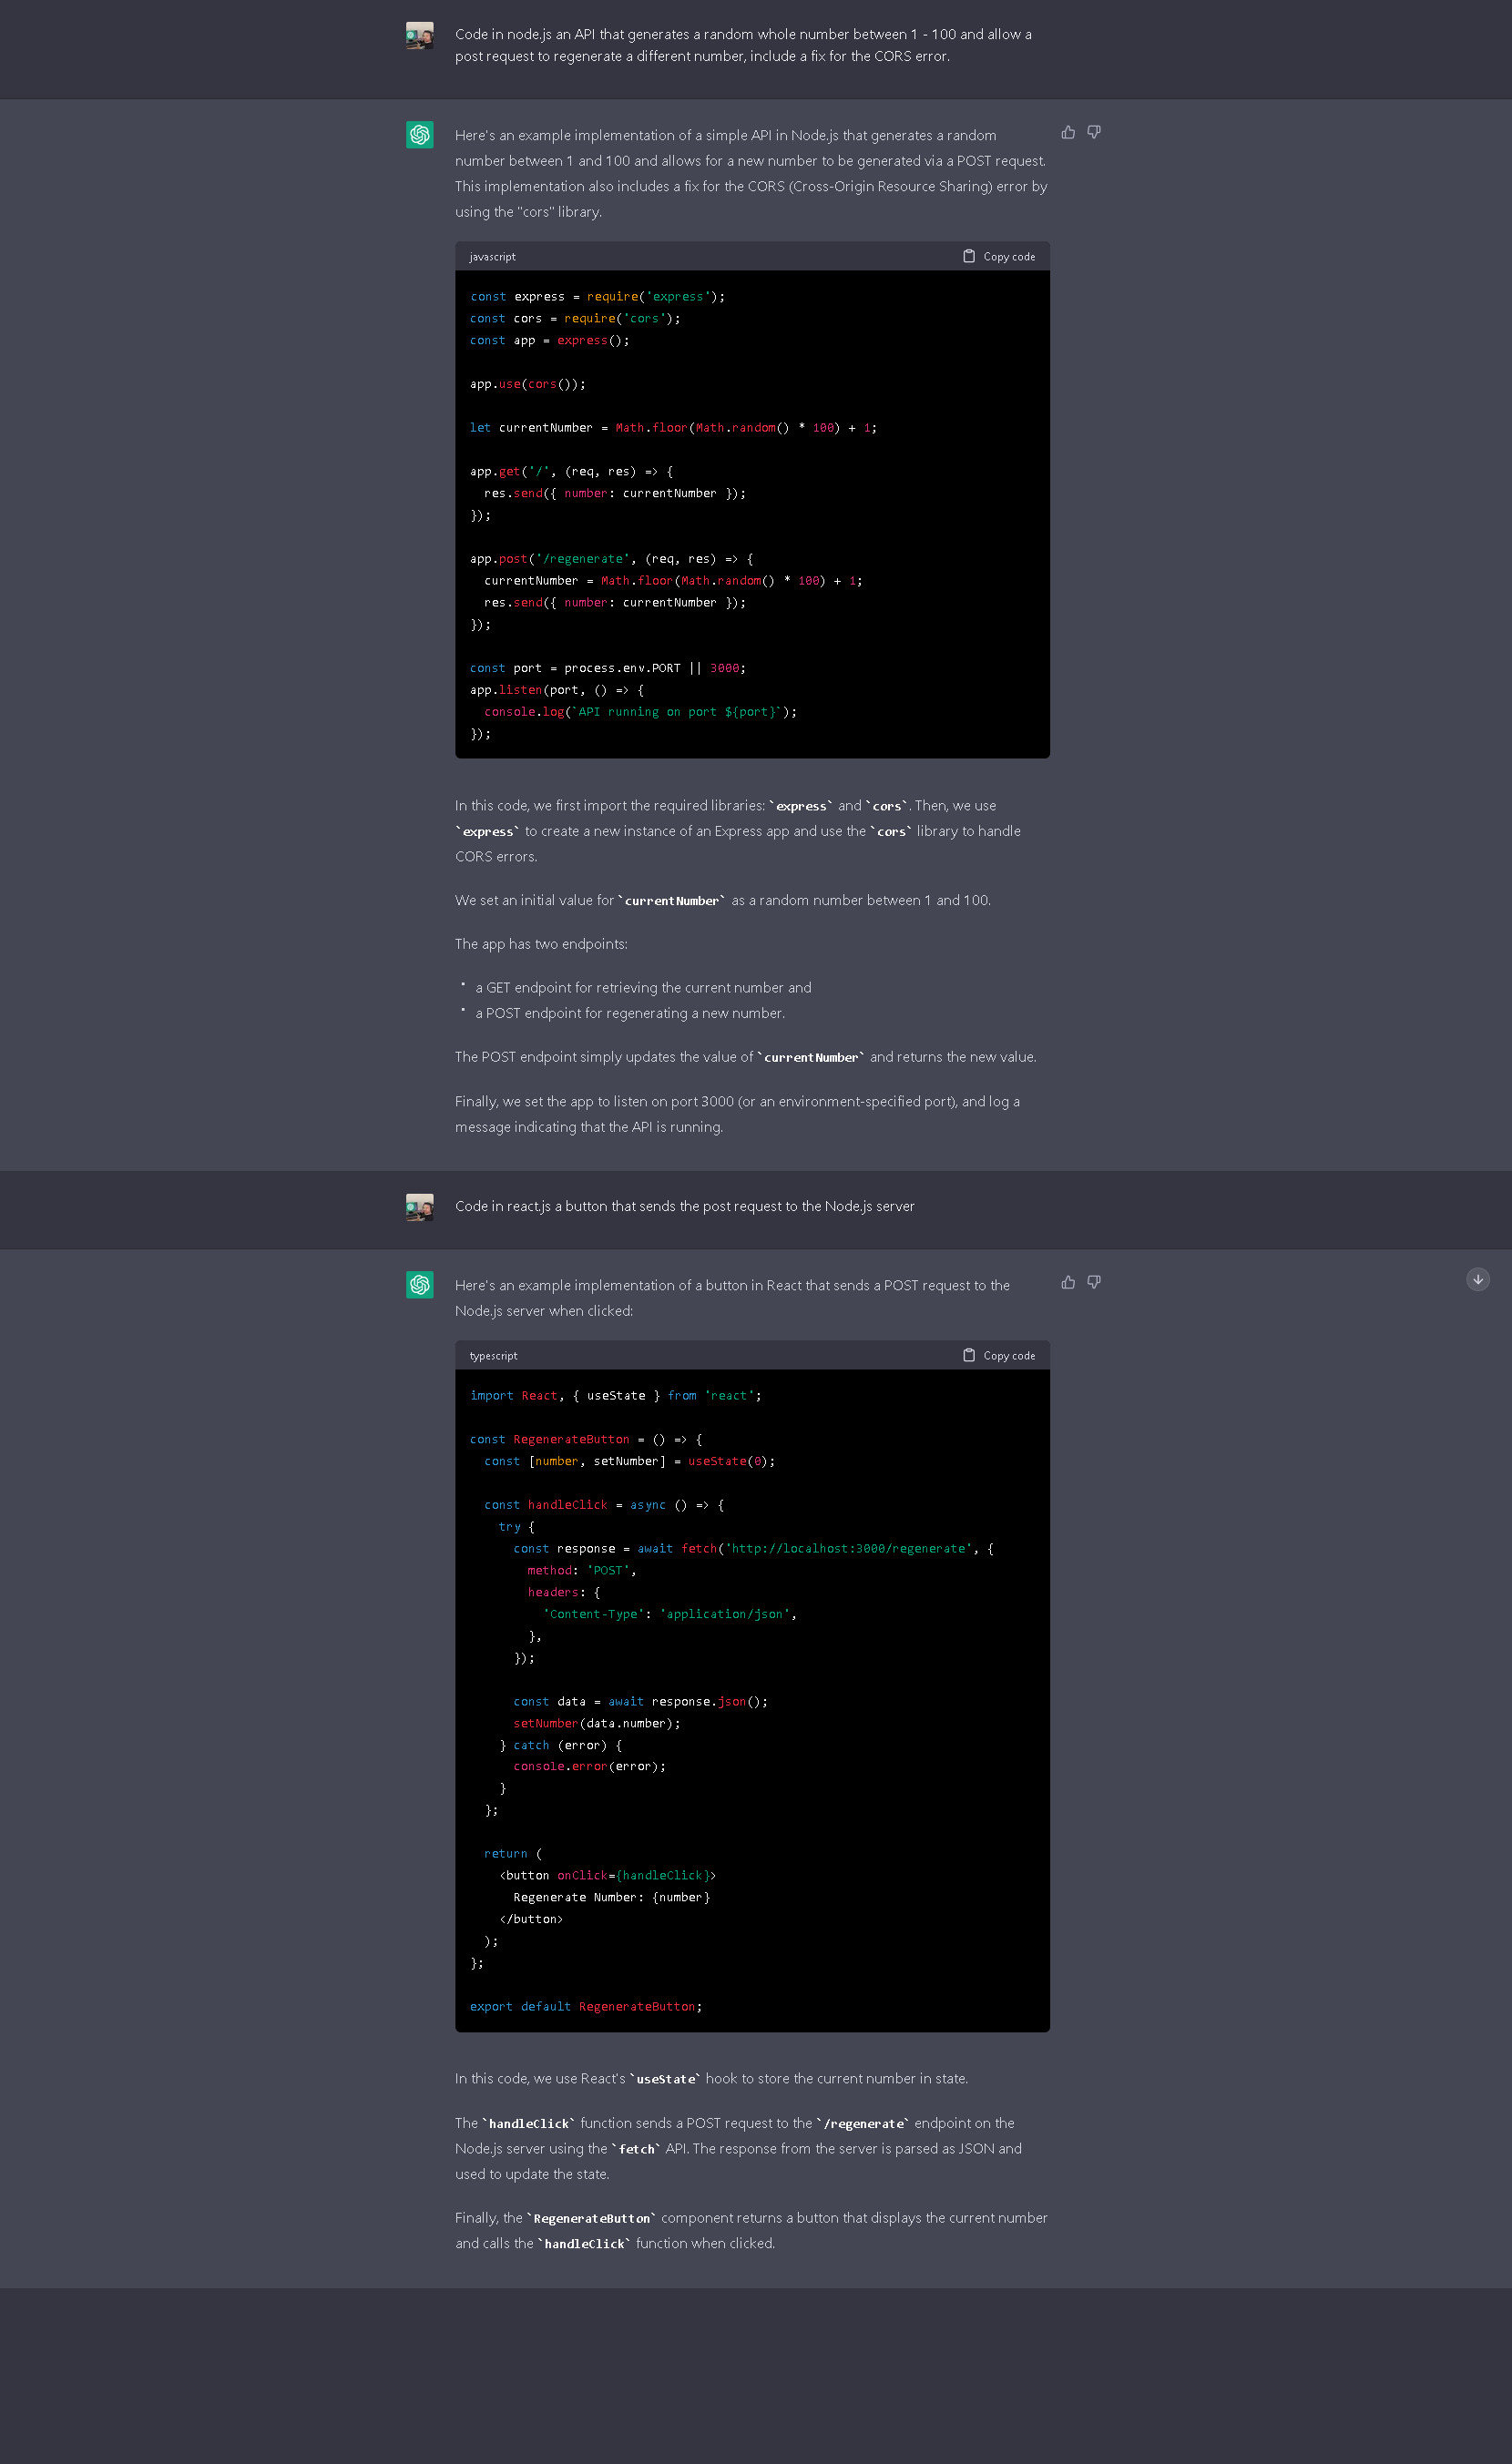 Code in node.js an API that generates a random whole number between 1 - 100 and allow a
post request to regenerate a different number, include a fix for the CORS error.
Here's an example implementation of a simple API in Node.js that generates a random
number between 1 and 100 and allows for a new number to be generated via a POST request.
This implementation also includes a fix for the CORS (Cross-Origin Resource Sharing) error by
using the "cors" library.
javascript
Copy code
const express = require('express');
const cors = require('cors');
const app = express();
app.use(cors());
let currentNumber = Math.floor(Math.random() * 100) + 1;
app.get('/', (req, res) => {
  res.send({ number: currentNumber });
});
app.post('/regenerate', (req, res) => {
  currentNumber = Math.floor(Math.random() * 100) + 1;
  res.send({ number: currentNumber });
});
const port = process.env.PORT || 3000;
app.listen(port, () => {
  console.log(`API running on port ${port}`);
});
In this code, we first import the required libraries: `express` and `cors`. Then, we use
`express` to create a new instance of an Express app and use the `cors` library to handle
CORS errors.
We set an initial value for `currentNumber` as a random number between 1 and 100.
The app has two endpoints:
• a GET endpoint for retrieving the current number and
• a POST endpoint for regenerating a new number.
The POST endpoint simply updates the value of `currentNumber` and returns the new value.
Finally, we set the app to listen on port 3000 (or an environment-specified port), and log a
message indicating that the API is running.
Code in react.js a button that sends the post request to the Node.js server
Here's an example implementation of a button in React that sends a POST request to the
Node.js server when clicked:
typescript
Copy code
import React, { useState } from 'react';
const RegenerateButton = () => {
  const [number, setNumber] = useState(0);
  const handleClick = async () => {
    try {
      const response = await fetch('http://localhost:3000/regenerate', {
        method: 'POST',
        headers: {
          'Content-Type': 'application/json',
        },
      });
      const data = await response.json();
      setNumber(data.number);
    } catch (error) {
      console.error(error);
    }
  };
  return (
    <button onClick={handleClick}>
      Regenerate Number: {number}
    </button>
  );
};
export default RegenerateButton;
In this code, we use React's `useState` hook to store the current number in state.
The `handleClick` function sends a POST request to the `/regenerate` endpoint on the
Node.js server using the `fetch` API. The response from the server is parsed as JSON and
used to update the state.
Finally, the `RegenerateButton` component returns a button that displays the current number
and calls the `handleClick` function when clicked.